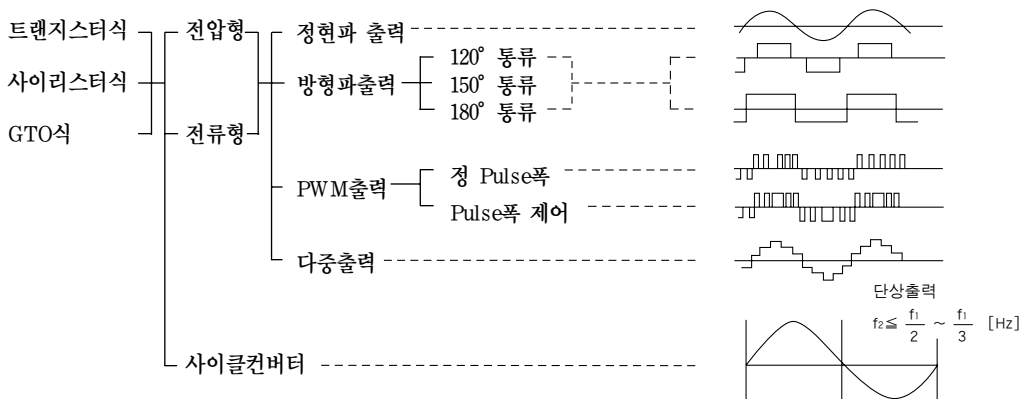 트랜지스터식
전압형
정현파 출력
사이리스터식
방형파출력
120° 통류
150° 통류
180° 통류
GTO식
전류형
PWM출력
정 Pulse폭
Pulse폭 제어
다중출력
단상출력
f₂≦ f₁/2 ~ f₁/3 [Hz]
사이클컨버터